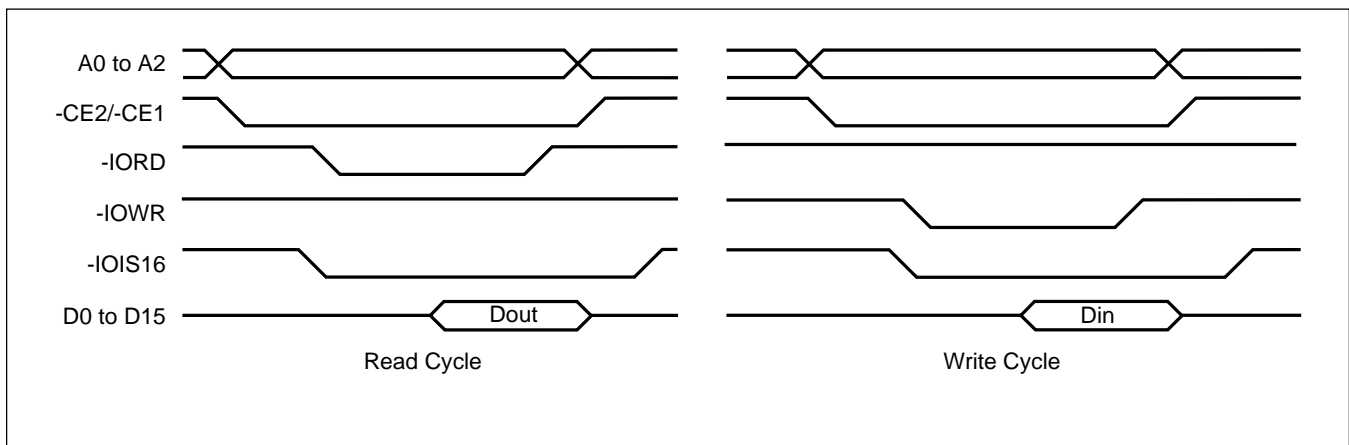 A0 to A2
-CE2/-CE1
-IORD
-IOWR
-IOIS16
D0 to D15
Dout
Din
Read Cycle
Write Cycle